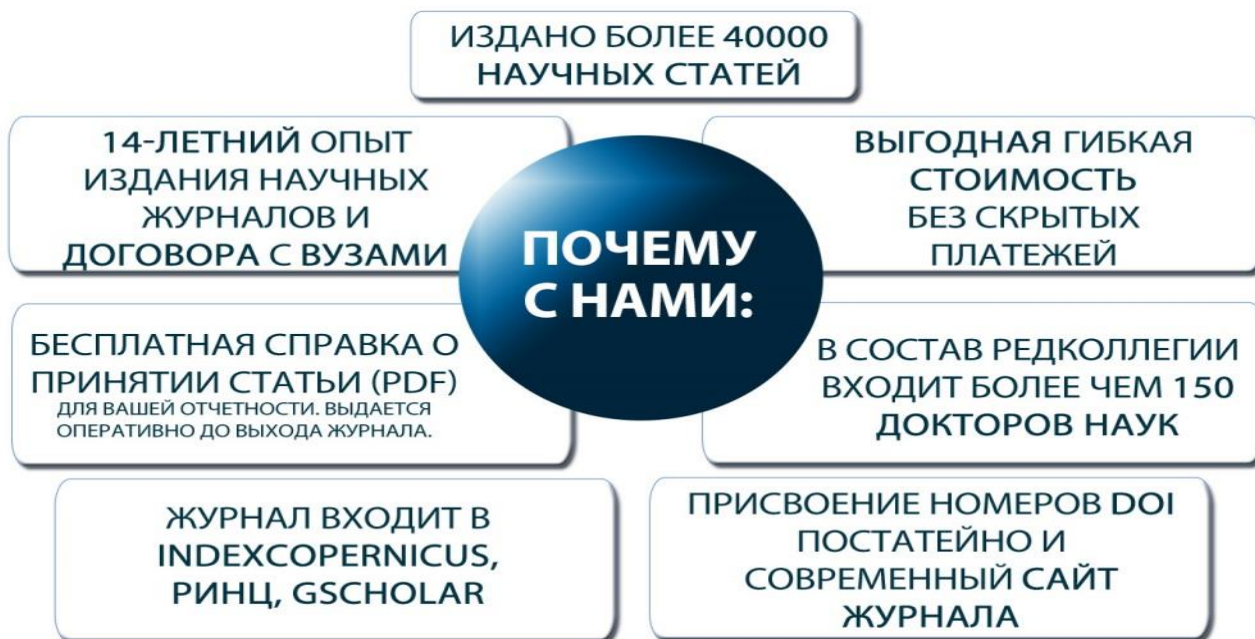 ИЗДАНО БОЛЕЕ 40000
НАУЧНЫХ СТАТЕЙ
14-ЛЕТНИЙ ОПЫТ
ИЗДАНИЯ НАУЧНЫХ
ЖУРНАЛОВ И
ДОГОВОРА С ВУЗАМИ
ПОЧЕМУ
С НАМИ:
ВЫГОДНАЯ ГИБКАЯ
СТОИМОСТЬ
БЕЗ СКРЫТЫХ
ПЛАТЕЖЕЙ
БЕСПЛАТНАЯ СПРАВКА О
ПРИНЯТИИ СТАТЬИ (PDF)
ДЛЯ ВАШЕЙ ОТЧЕТНОСТИ. ВЫДАЕТСЯ
ОПЕРАТИВНО ДО ВЫХОДА ЖУРНАЛА.
В СОСТАВ РЕДКОЛЛЕГИИ
ВХОДИТ БОЛЕЕ ЧЕМ 150
ДОКТОРОВ НАУК
ЖУРНАЛ ВХОДИТ В
INDEXCOPERNICUS,
РИНЦ, GSCHOLAR
ПРИСВОЕНИЕ НОМЕРОВ DOI
ПОСТАТЕЙНО И
СОВРЕМЕННЫЙ САЙТ
ЖУРНАЛА